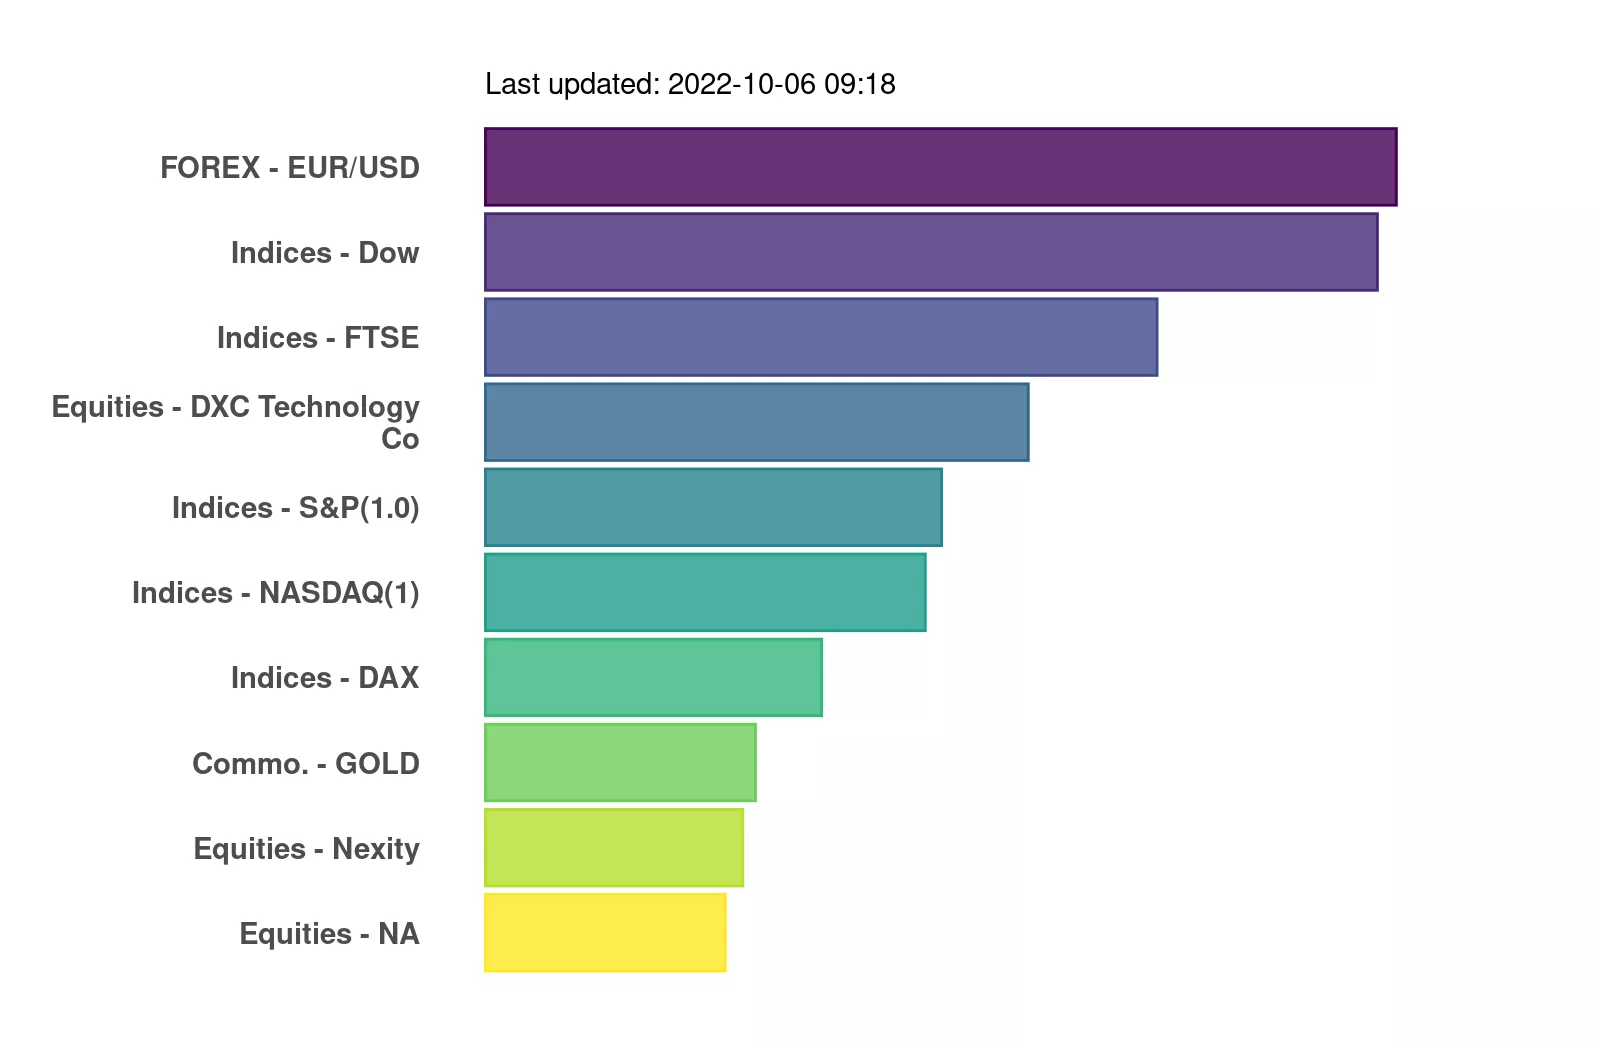 Last updated: 2022-10-06 09:18
FOREX - EUR/USD
Indices - Dow
Indices - FTSE
Equities - DXC Technology
Co
Indices - S&P(1.0)
Indices - NASDAQ(1)
Indices - DAX
Commo. - GOLD
Equities - Nexity
Equities - NA